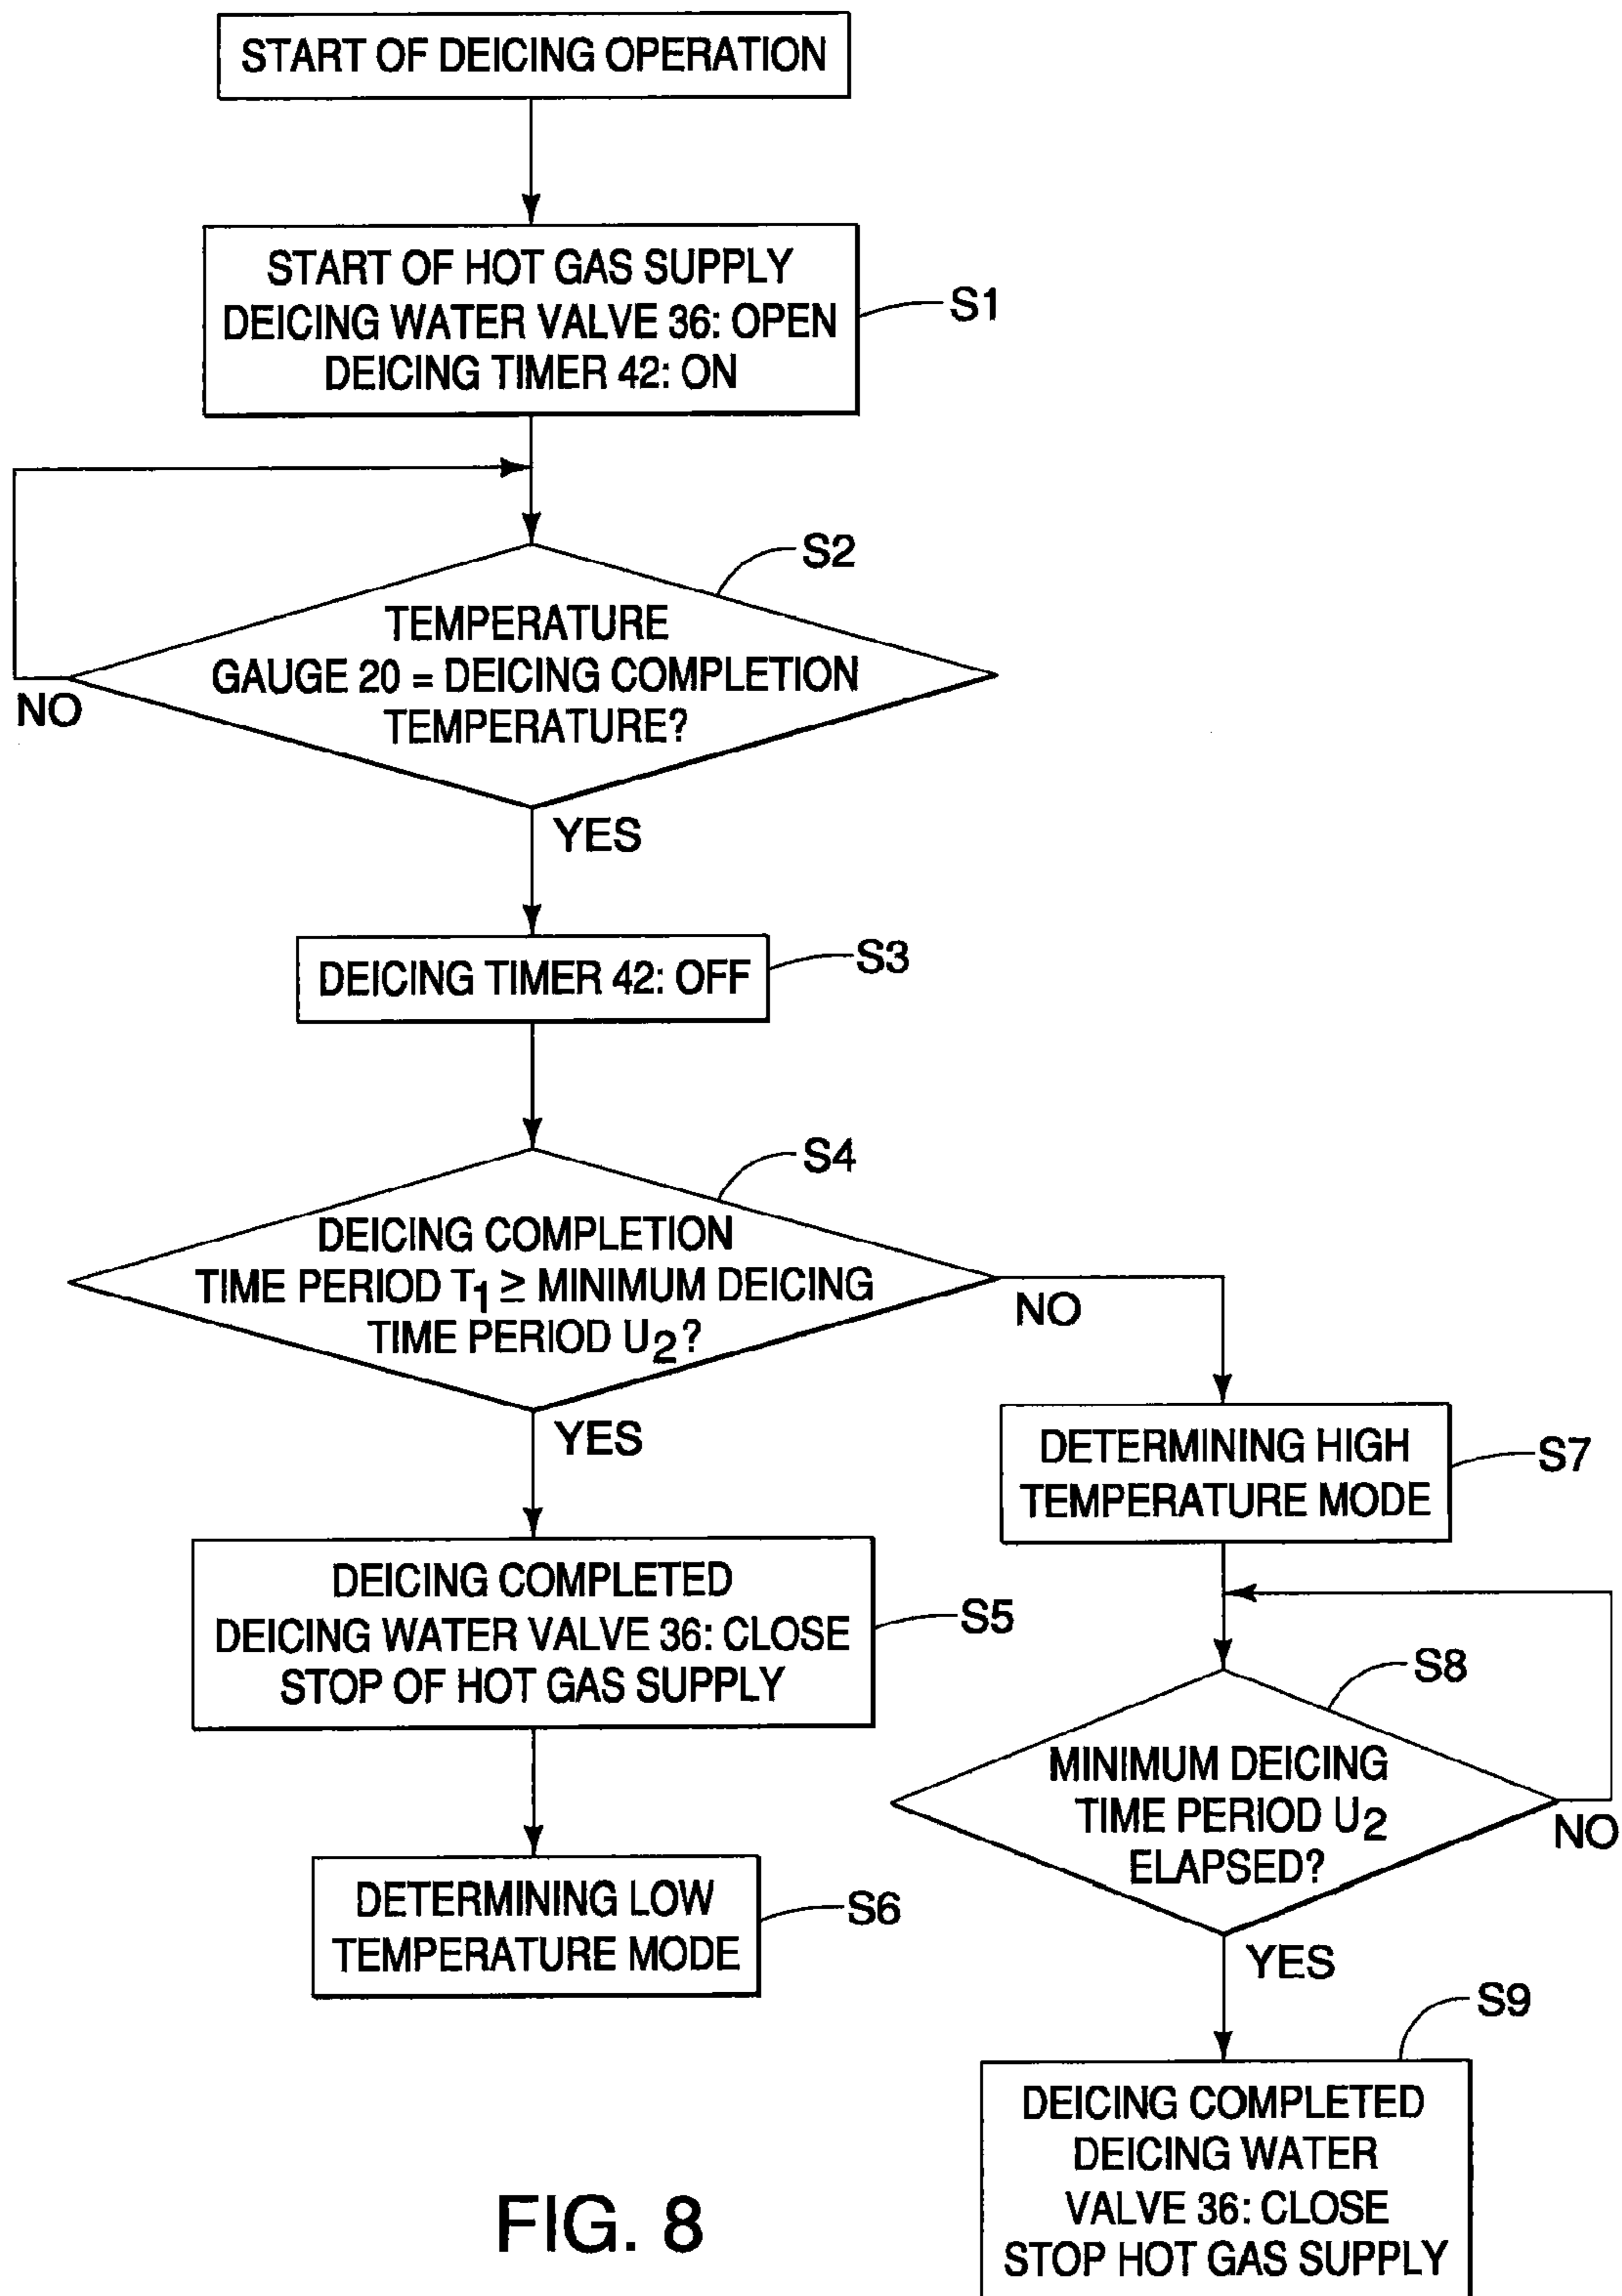 START OF DEICING OPERATION
START OF HOT GAS SUPPLY
DEICING WATER VALVE 36: OPEN
DEICING TIMER 42: ON
S1
S2
TEMPERATURE
GAUGE 20 = DEICING COMPLETION
TEMPERATURE?
NO
YES
DEICING TIMER 42: OFF
S3
S4
DEICING COMPLETION
TIME PERIOD T1 ≥ MINIMUM DEICING
TIME PERIOD U2?
NO
YES
DETERMINING HIGH
TEMPERATURE MODE
S7
DEICING COMPLETED
DEICING WATER VALVE 36: CLOSE
STOP OF HOT GAS SUPPLY
S5
S8
MINIMUM DEICING
TIME PERIOD U2
ELAPSED?
NO
YES
DETERMINING LOW
TEMPERATURE MODE
S6
S9
DEICING COMPLETED
DEICING WATER
VALVE 36: CLOSE
STOP HOT GAS SUPPLY
FIG. 8